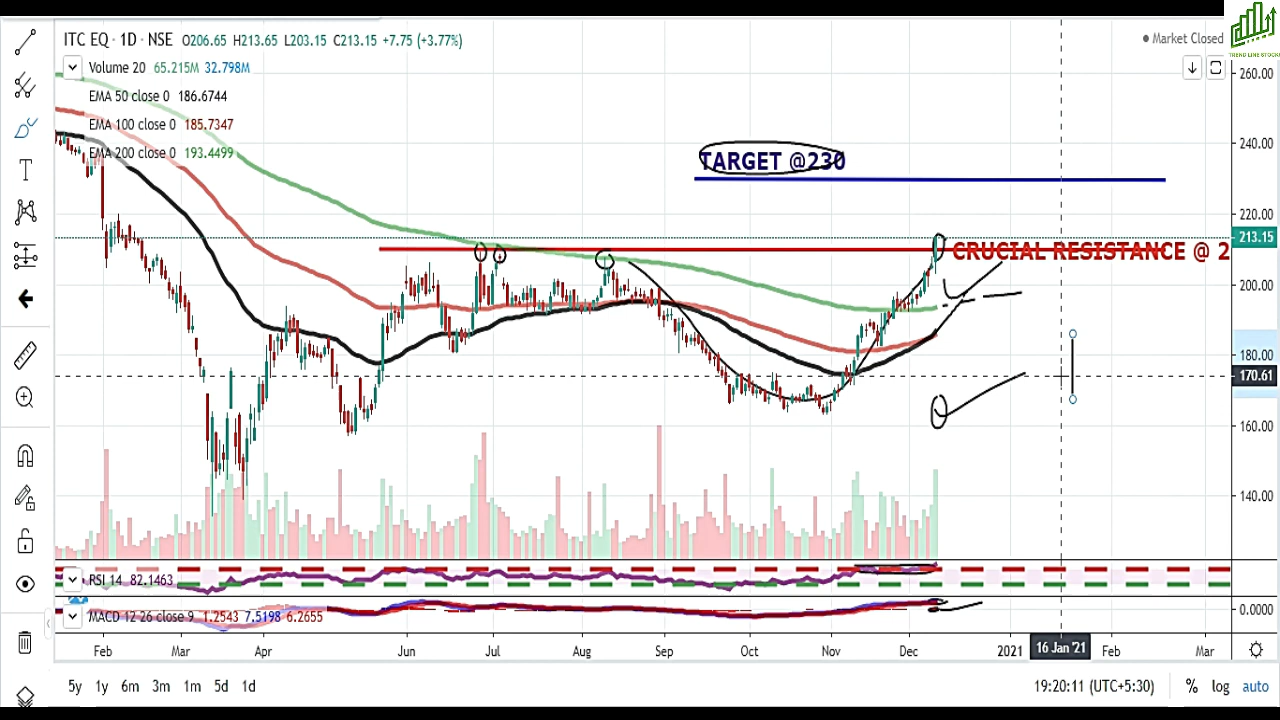 ITC EQ · 1D · NSE O206.65 H213.65 L203.15 C213.15 +7.75 (+3.77%)
Market Closed
TREND LINE STOCK
Volume 20 65.215M 32.798M
EMA 50 close 0 186.6744
EMA 100 close 0 185.7347
EMA 200 close 0 193.4499
TARGET @230
CRUCIAL RESISTANCE @ 2
260.00
240.00
220.00
213.15
200.00
180.00
170.61
160.00
140.00
RSI 14 82.1463
MACD 12 26 close 9 1.2543 7.5198 6.2655
0.0000
Feb Mar Apr Jun Jul Aug Sep Oct Nov Dec 2021 16 Jan '21 Feb Mar
5y 1y 6m 3m 1m 5d 1d
19:20:11 (UTC+5:30) % log auto